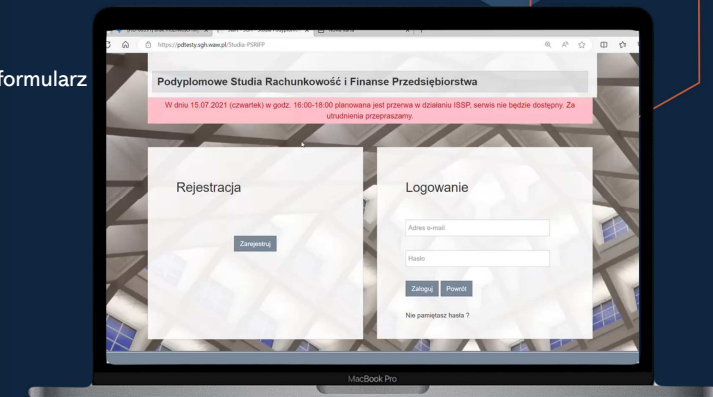 formularz
https://pdtesty.sgh.waw.pl/Studia-PSRIFP
Podyplomowe Studia Rachunkowość i Finanse Przedsiębiorstwa
W dniu 15.07.2021 (czwartek) w godz. 16:00-18:00 planowana jest przerwa w działaniu ISSP, serwis nie będzie dostępny. Za
utrudnienia przepraszamy.
Rejestracja
Zarejestruj
Logowanie
Adres e-mail
Hasło
Zaloguj
Powrót
Nie pamiętasz hasła ?
MacBook Pro